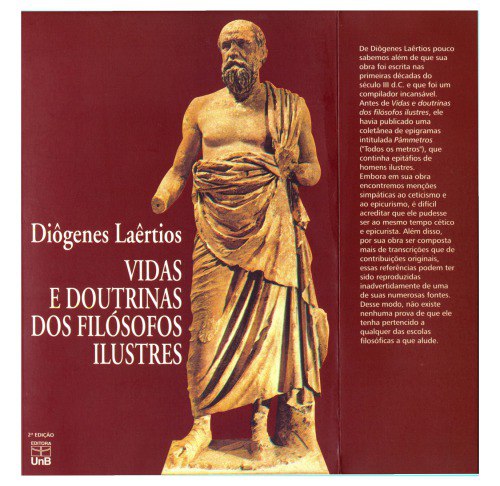 Diôgenes Laêrtios
VIDAS
E DOUTRINAS
DOS FILÓSOFOS
ILUSTRES
2ª EDIÇÃO
EDITORA
UnB
De Diôgenes Laêrtios pouco
sabemos além de que sua
obra foi escrita nas
primeiras décadas do
século III d.C. e que foi um
compilador incansável.
Antes de Vidas e doutrinas
dos filósofos ilustres, ele
havia publicado uma
coletânea de epigramas
intitulada Pâmmetros
("Todos os metros"), que
continha epitáfios de
homens ilustres.
Embora em sua obra
encontremos menções
simpáticas ao ceticismo e
ao epicurismo, é difícil
acreditar que ele pudesse
ser ao mesmo tempo cético
e epicurista. Além disso,
por sua obra ser composta
mais de transcrições que de
contribuições originais,
essas referências podem ter
sido reproduzidas
inadvertidamente de uma
de suas numerosas fontes.
Desse modo, não existe
nenhuma prova de que ele
tenha pertencido a
qualquer das escolas
filosóficas a que alude.